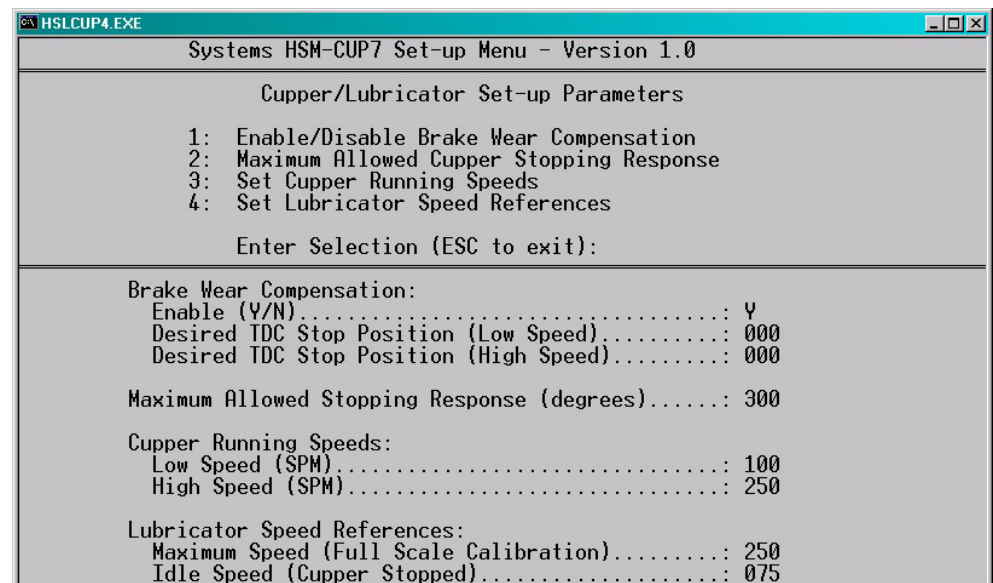 HSLCUP4.EXE
Systems HSM-CUP7 Set-up Menu - Version 1.0
Cupper/Lubricator Set-up Parameters
1: Enable/Disable Brake Wear Compensation
2: Maximum Allowed Cupper Stopping Response
3: Set Cupper Running Speeds
4: Set Lubricator Speed References
Enter Selection (ESC to exit):
Brake Wear Compensation:
Enable (Y/N)...................................: Y
Desired TDC Stop Position (Low Speed)..........: 000
Desired TDC Stop Position (High Speed).........: 000
Maximum Allowed Stopping Response (degrees)......: 300
Cupper Running Speeds:
Low Speed (SPM)................................: 100
High Speed (SPM)...............................: 250
Lubricator Speed References:
Maximum Speed (Full Scale Calibration).........: 250
Idle Speed (Cupper Stopped)....................: 075